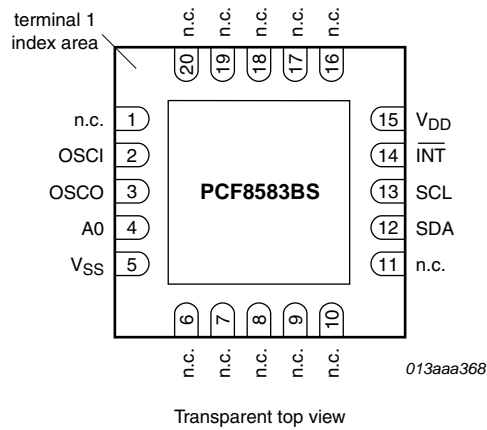 terminal 1
index area
n.c. n.c. n.c. n.c. n.c.
20 19 18 17 16
n.c. 1 15 VDD
OSCI 2 14 INT
OSCO 3 PCF8583BS 13 SCL
A0 4 12 SDA
VSS 5 11 n.c.
6 7 8 9 10
n.c. n.c. n.c. n.c. n.c.
013aaa368
Transparent top view